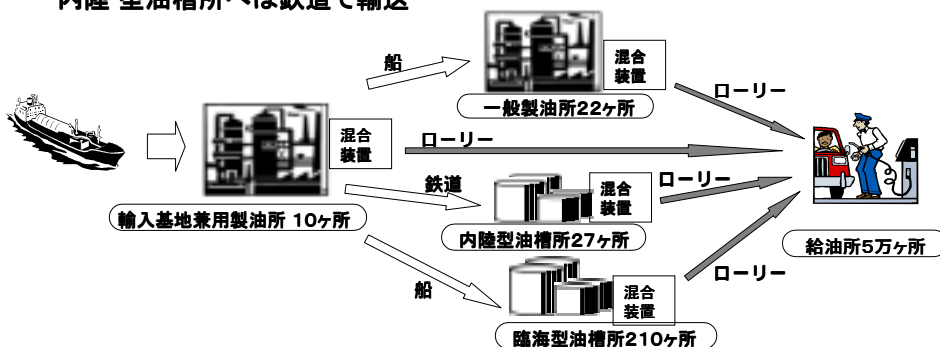 内陸 型油槽所へは鉄道で輸送
船
混合
装置
一般製油所22ヶ所
ローリー
混合
装置
ローリー
輸入基地兼用製油所 10ヶ所
鉄道
混合
装置
ローリー
内陸型油槽所27ヶ所
給油所5万ヶ所
船
混合
装置
ローリー
臨海型油槽所210ヶ所